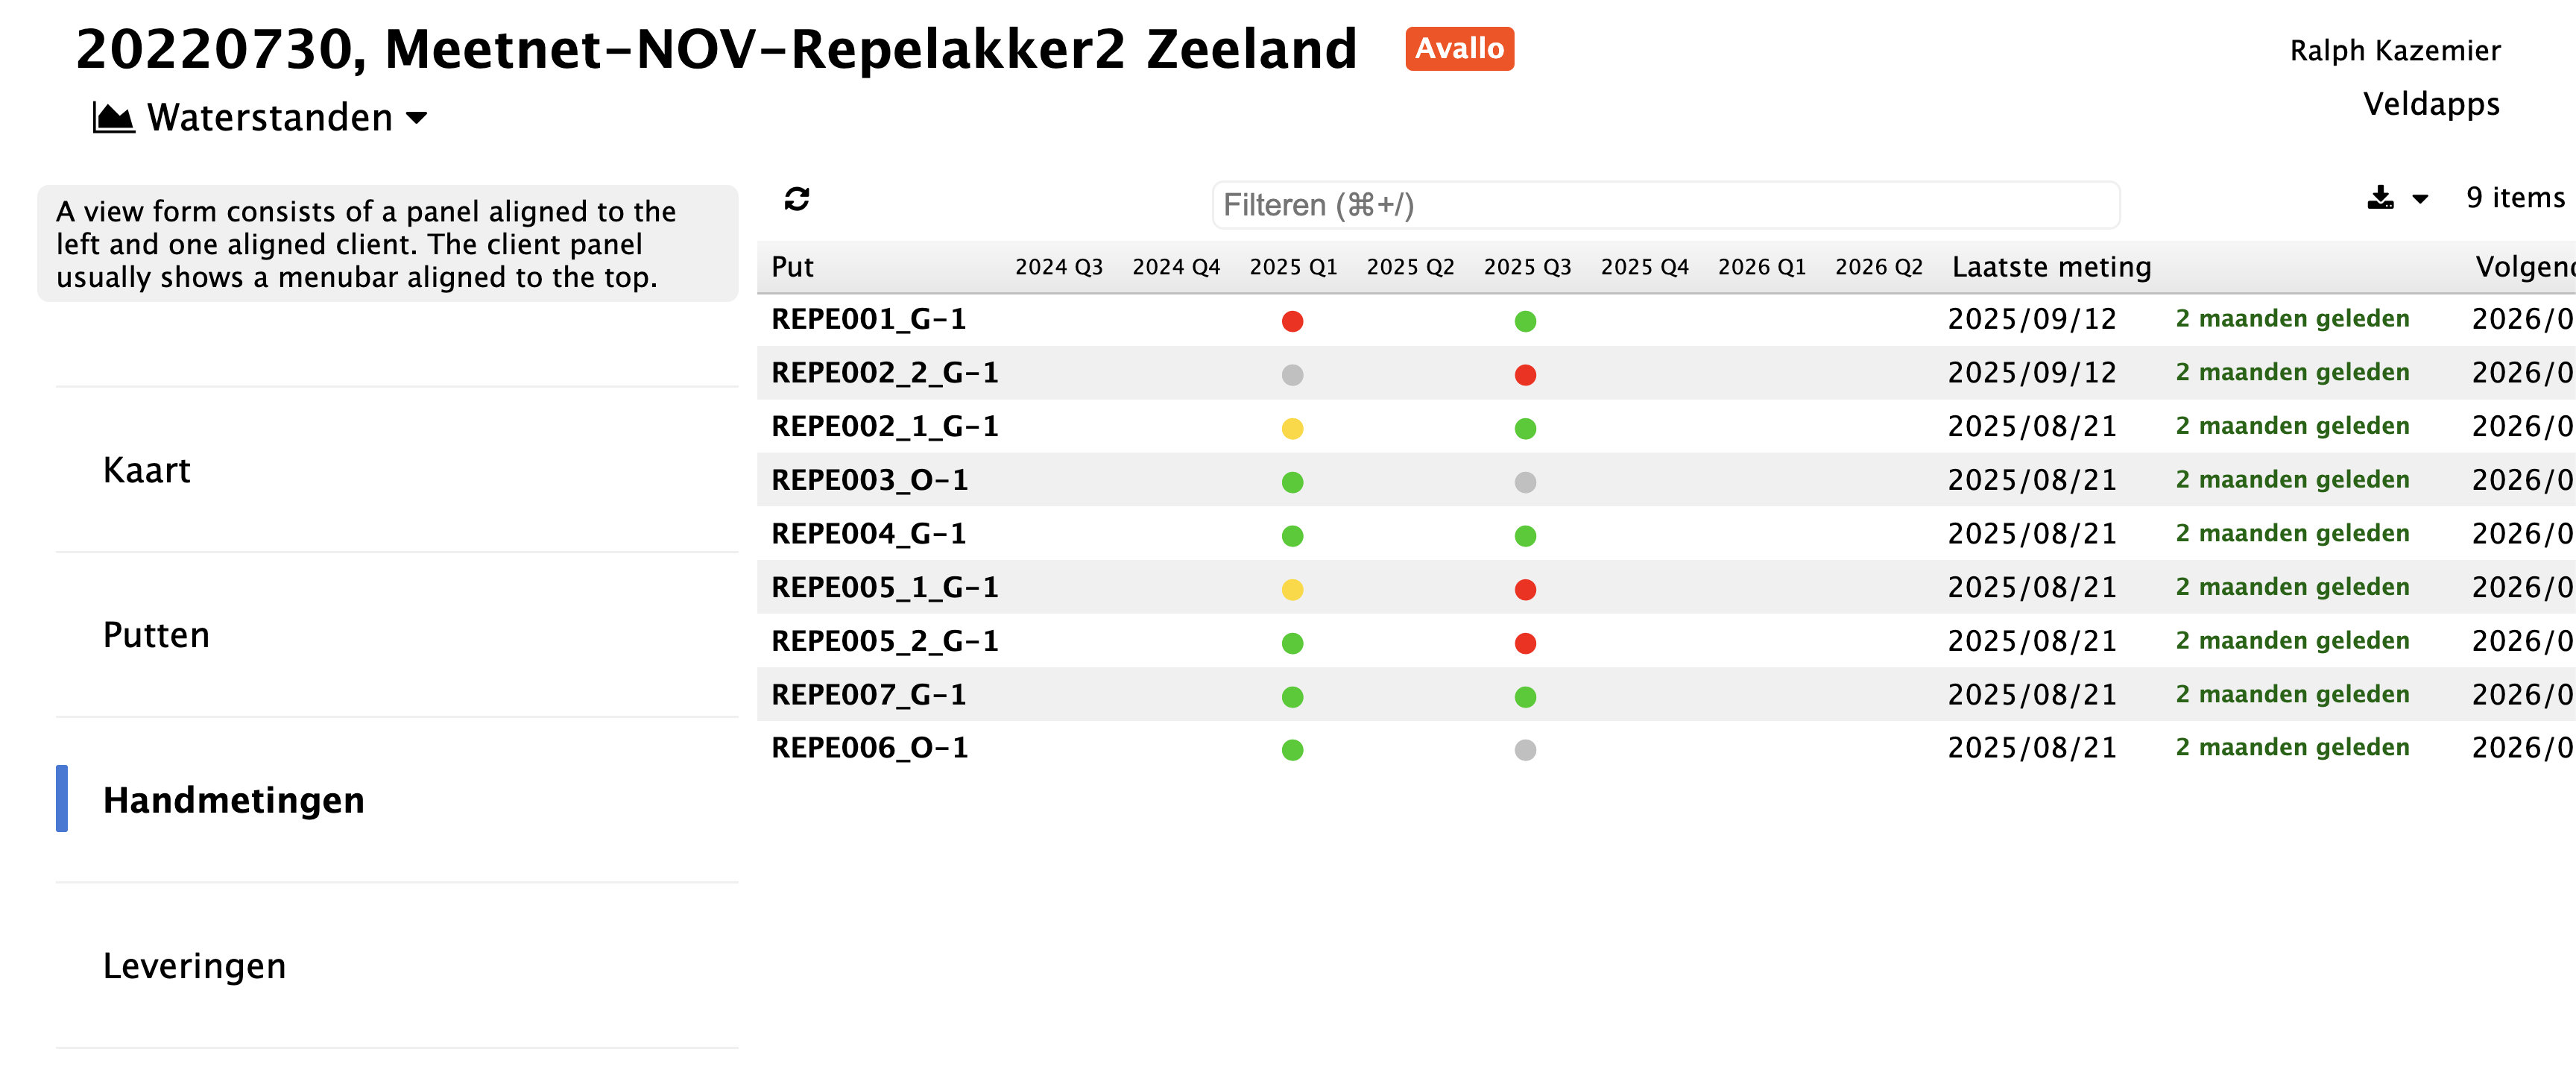 20220730, Meetnet-NOV-Repelakker2 Zeeland Avallo
Ralph Kazemier
Waterstanden
Veldapps
A view form consists of a panel aligned to the
left and one aligned client. The client panel
usually shows a menubar aligned to the top.
Kaart
Putten
Handmetingen
Leveringen
Filteren (⌘+/)
9 items
Put 2024 Q3 2024 Q4 2025 Q1 2025 Q2 2025 Q3 2025 Q4 2026 Q1 2026 Q2 Laatste meting Volgend
REPE001_G-1 2025/09/12 2 maanden geleden 2026/0
REPE002_2_G-1 2025/09/12 2 maanden geleden 2026/0
REPE002_1_G-1 2025/08/21 2 maanden geleden 2026/0
REPE003_O-1 2025/08/21 2 maanden geleden 2026/0
REPE004_G-1 2025/08/21 2 maanden geleden 2026/0
REPE005_1_G-1 2025/08/21 2 maanden geleden 2026/0
REPE005_2_G-1 2025/08/21 2 maanden geleden 2026/0
REPE007_G-1 2025/08/21 2 maanden geleden 2026/0
REPE006_O-1 2025/08/21 2 maanden geleden 2026/0